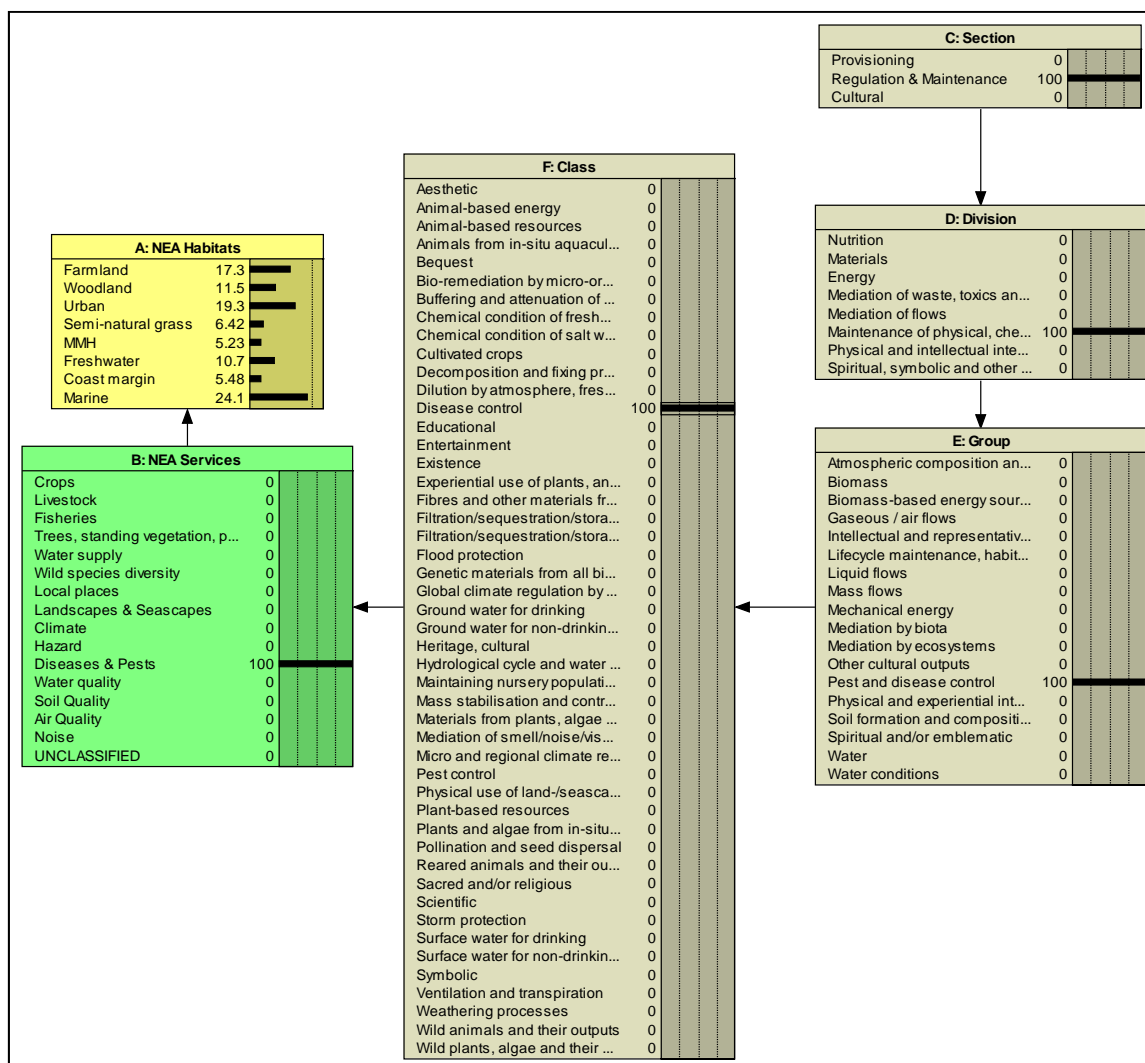 C: Section
Provisioning 0
Regulation & Maintenance 100
Cultural 0
F: Class
Aesthetic 0
Animal-based energy 0
Animal-based resources 0
Animals from in-situ aquacul... 0
Bequest 0
Bio-remediation by micro-or... 0
Buffering and attenuation of ... 0
Chemical condition of fresh... 0
Chemical condition of salt w... 0
Cultivated crops 0
Decomposition and fixing pr... 0
Dilution by atmosphere, fres... 0
Disease control 100
Educational 0
Entertainment 0
Existence 0
Experiential use of plants, an... 0
Fibres and other materials fr... 0
Filtration/sequestration/stora... 0
Filtration/sequestration/stora... 0
Flood protection 0
Genetic materials from all bi... 0
Global climate regulation by ... 0
Ground water for drinking 0
Ground water for non-drinkin... 0
Heritage, cultural 0
Hydrological cycle and water ... 0
Maintaining nursery populati... 0
Mass stabilisation and contr... 0
Materials from plants, algae ... 0
Mediation of smell/noise/vis... 0
Micro and regional climate re... 0
Pest control 0
Physical use of land-/seasca... 0
Plant-based resources 0
Plants and algae from in-situ... 0
Pollination and seed dispersal 0
Reared animals and their ou... 0
Sacred and/or religious 0
Scientific 0
Storm protection 0
Surface water for drinking 0
Surface water for non-drinkin... 0
Symbolic 0
Ventilation and transpiration 0
Weathering processes 0
Wild animals and their outputs 0
Wild plants, algae and their ... 0
D: Division
Nutrition 0
Materials 0
Energy 0
Mediation of waste, toxics an... 0
Mediation of flows 0
Maintenance of physical, che... 100
Physical and intellectual inte... 0
Spiritual, symbolic and other ... 0
A: NEA Habitats
Farmland 17.3
Woodland 11.5
Urban 19.3
Semi-natural grass 6.42
MMH 5.23
Freshwater 10.7
Coast margin 5.48
Marine 24.1
E: Group
Atmospheric composition an... 0
Biomass 0
Biomass-based energy sour... 0
Gaseous / air flows 0
Intellectual and representativ... 0
Lifecycle maintenance, habit... 0
Liquid flows 0
Mass flows 0
Mechanical energy 0
Mediation by biota 0
Mediation by ecosystems 0
Other cultural outputs 0
Pest and disease control 100
Physical and experiential int... 0
Soil formation and compositi... 0
Spiritual and/or emblematic 0
Water 0
Water conditions 0
B: NEA Services
Crops 0
Livestock 0
Fisheries 0
Trees, standing vegetation, p... 0
Water supply 0
Wild species diversity 0
Local places 0
Landscapes & Seascapes 0
Climate 0
Hazard 0
Diseases & Pests 100
Water quality 0
Soil Quality 0
Air Quality 0
Noise 0
UNCLASSIFIED 0